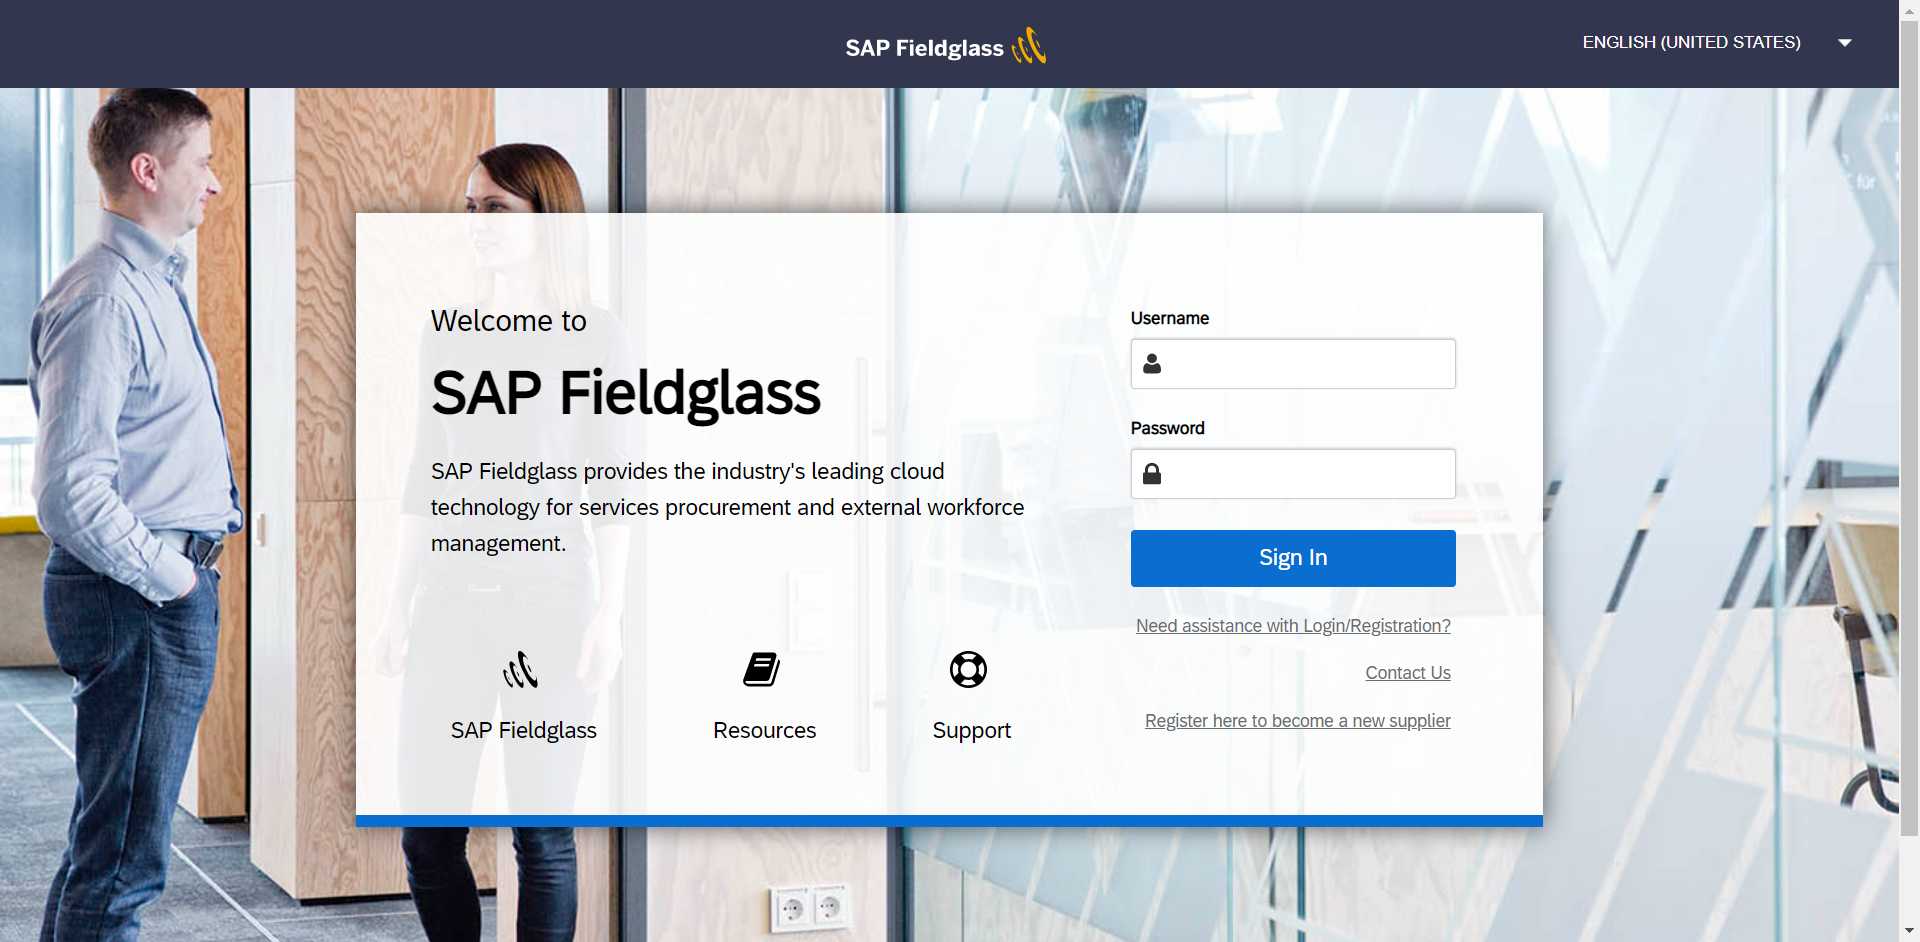 SAP Fieldglass
ENGLISH (UNITED STATES)
Welcome to
SAP Fieldglass
SAP Fieldglass provides the industry's leading cloud
technology for services procurement and external workforce
management.
SAP Fieldglass
Resources
Support
Username
Password
Sign In
Need assistance with Login/Registration?
Contact Us
Register here to become a new supplier
für